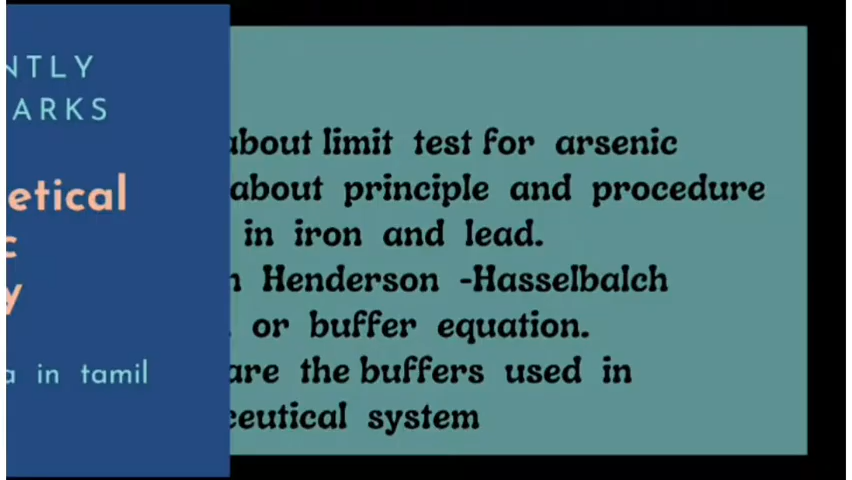 NTLY
ARKS
etical
c
y
a in tamil
about limit test for arsenic
about principle and procedure
in iron and lead.
Henderson -Hasselbalch
or buffer equation.
are the buffers used in
ceutical system